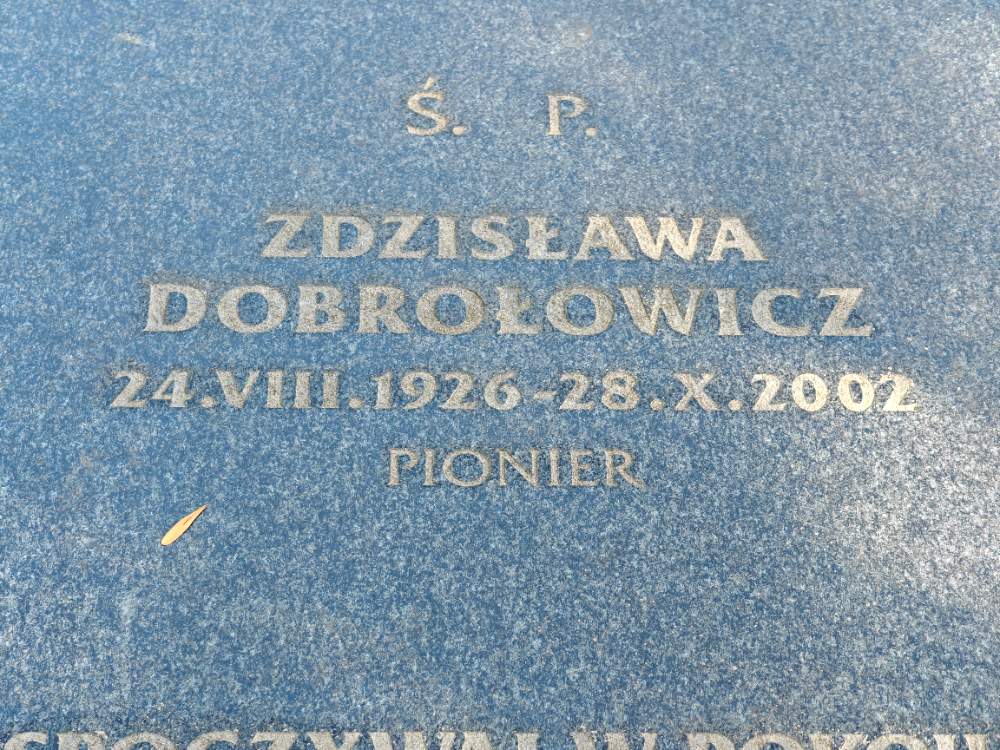 Ś. P.
ZDZISŁAWA
DOBROŁOWICZ
24.VIII.1926-28.X.2002
PIONIER
W